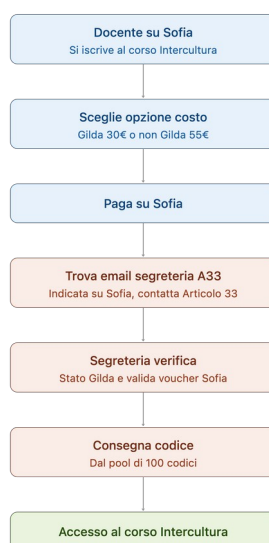 Docente su Sofia
Si iscrive al corso Intercultura
Sceglie opzione costo
Gilda 30€ o non Gilda 55€
Paga su Sofia
Trova email segreteria A33
Indicata su Sofia, contatta Articolo 33
Segreteria verifica
Stato Gilda e valida voucher Sofia
Consegna codice
Dal pool di 100 codici
Accesso al corso Intercultura